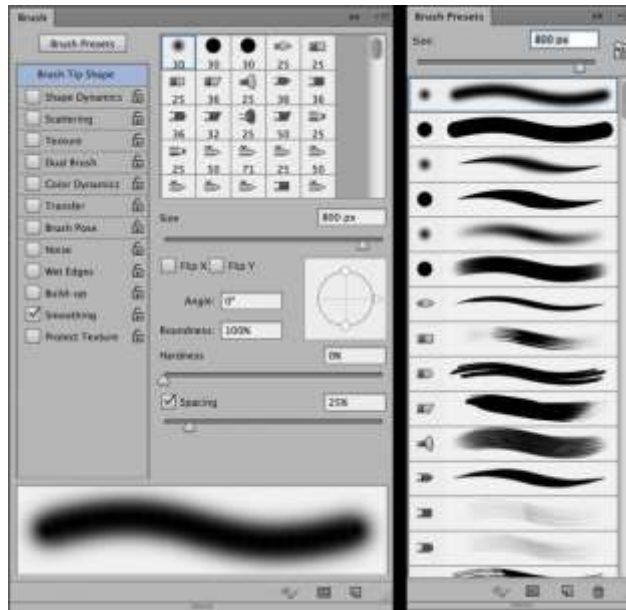 Brush
Brush Presets
Brush Tip Shape
Shape Dynamics
Scattering
Texture
Dual Brush
Color Dynamics
Transfer
Brush Pose
Noise
Wet Edges
Build-up
Smoothing
Protect Texture
30 30 30 25 25
25 36 25 36 36
36 32 25 50 25
25 50 71 25 50
Size
800 px
Flip X Flip Y
Angle: 0°
Roundness: 100%
Hardness
0%
Spacing
25%
Brush Presets
Size:
800 px